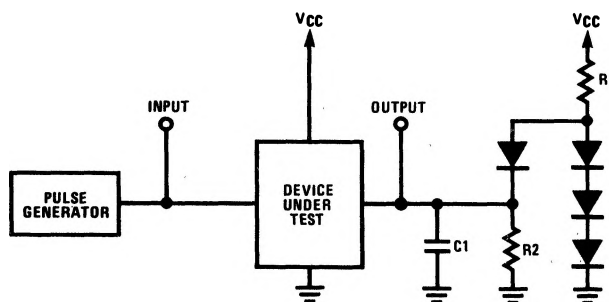 VCC
VCC
R
INPUT
OUTPUT
PULSE
GENERATOR
DEVICE
UNDER
TEST
C1
R2